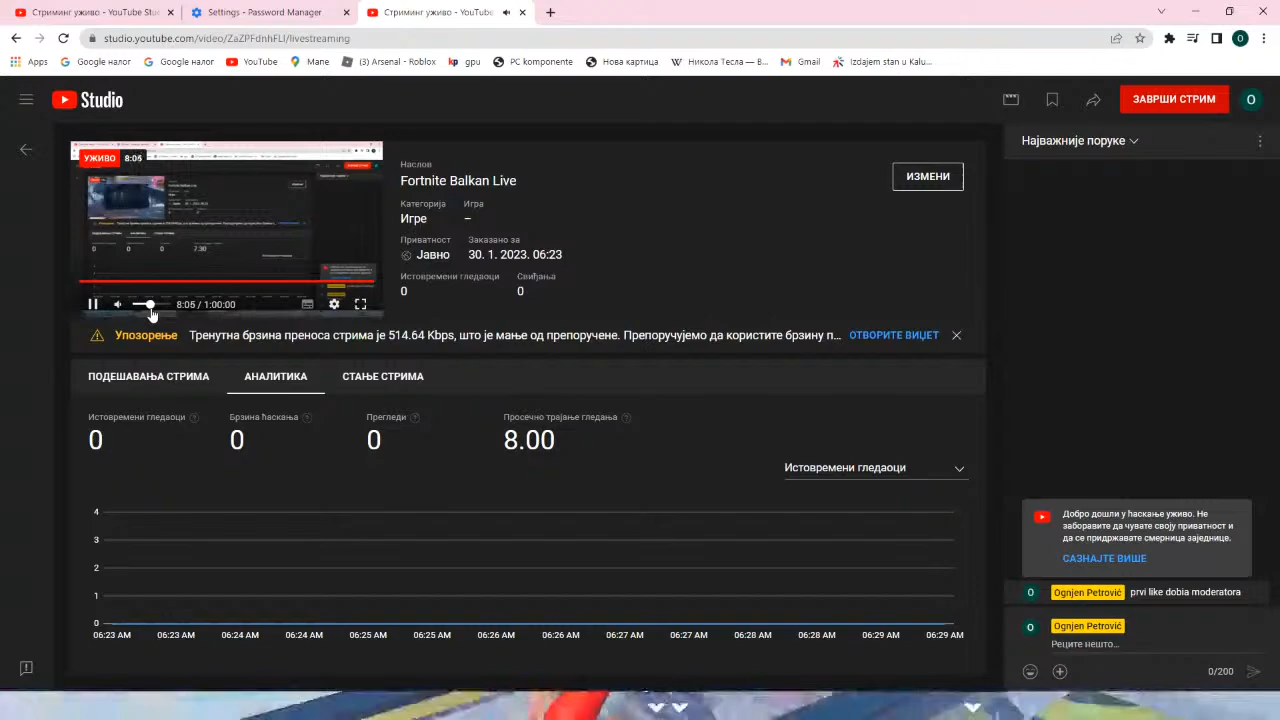 Стриминг уживо - YouTube Stu
Settings - Password Manager
Стриминг уживо - YouTube
studio.youtube.com/video/ZaZPFdnhFLI/livestreaming
Apps
Google налог
Google налог
YouTube
Мапе
(3) Arsenal - Roblox
kp gpu
PC komponente
Нова картица
W Никола Тесла — В...
Gmail
Izdajem stan u Kalu...
Studio
ЗАВРШИ СТРИМ
O
УЖИВО 8:05
8:05 / 1:00:00
Наслов
Fortnite Balkan Live
Категорија Игра
Игре –
Приватност Заказано за
Јавно 30. 1. 2023. 06:23
Истовремени гледаоци Свиђања
0 0
ИЗМЕНИ
Упозорење Тренутна брзина преноса стрима је 514.64 Kbps, што је мање од препоручене. Препоручујемо да користите брзину п... ОТВОРИТЕ ВИЏЕТ
ПОДЕШАВАЊА СТРИМА АНАЛИТИКА СТАЊЕ СТРИМА
Истовремени гледаоци Брзина ћаскања Прегледи Просечно трајање гледања
0 0 0 8.00
Истовремени гледаоци
4
3
2
1
0
06:23 AM 06:23 AM 06:24 AM 06:24 AM 06:25 AM :25 AM 06:26 AM 06:26 AM 06:27 AM 06:27 AM 06:28 AM 06:28 AM 06:29 AM 06:29 AM
Најважније поруке
Добро дошли у ћаскање уживо. Не
заборавите да чувате своју приватност и
да се придржавате смерница заједнице.
САЗНАЈТЕ ВИШЕ
O Ognjen Petrović prvi like dobia moderatora
O Ognjen Petrović
Реците нешто...
0/200